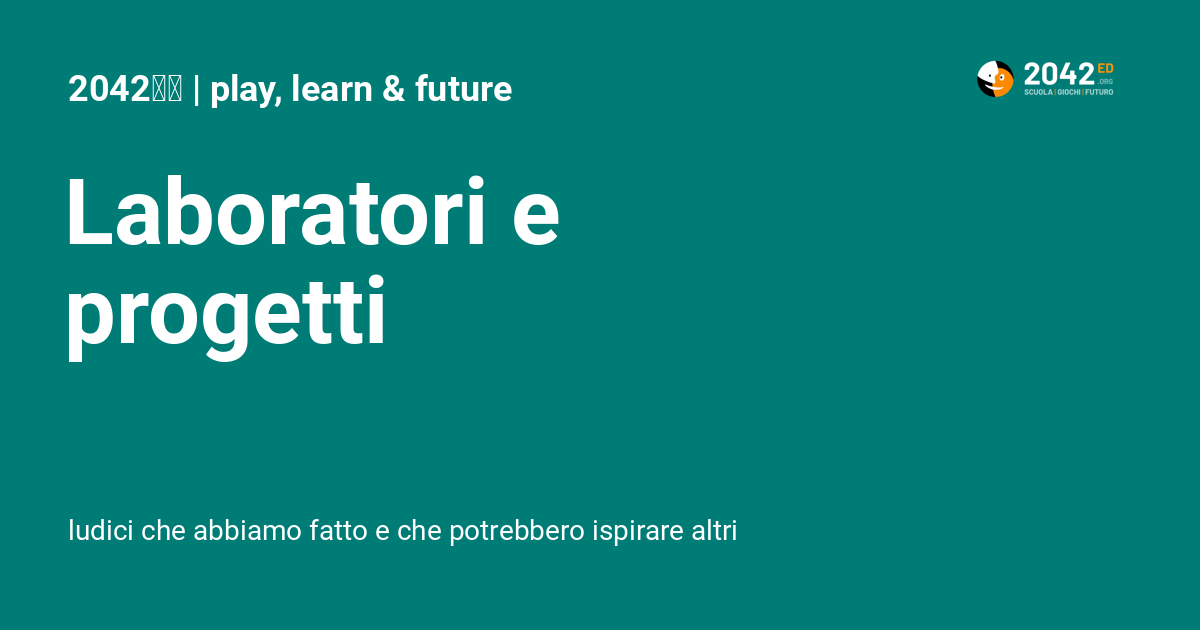 2042 | play, learn & future
2042 ED
.ORG
SCUOLA | GIOCHI | FUTURO
Laboratori e
progetti
ludici che abbiamo fatto e che potrebbero ispirare altri